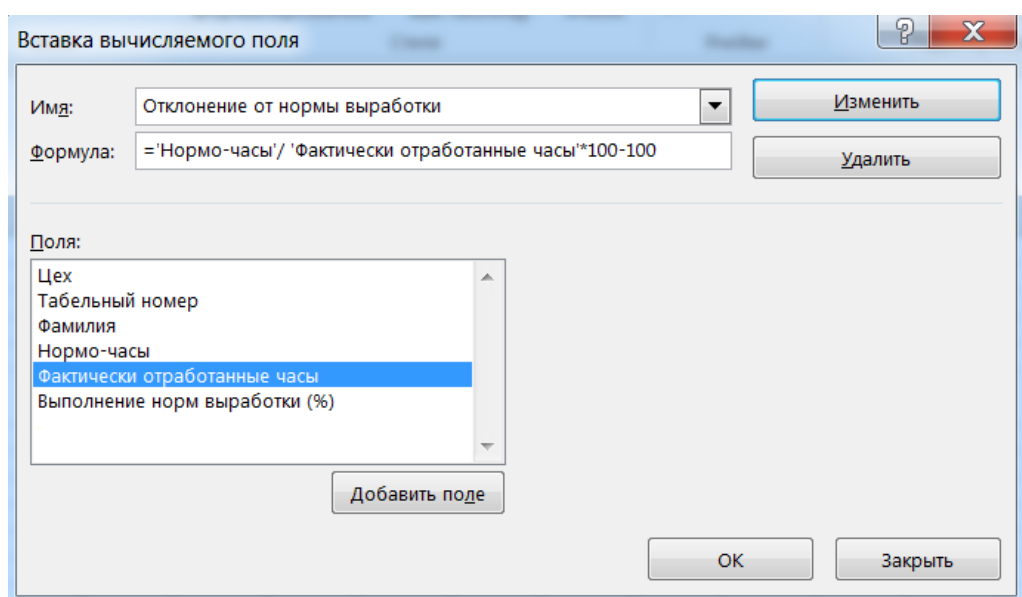 Вставка вычисляемого поля
Имя: Отклонение от нормы выработки Изменить
Формула: ='Нормо-часы'/ 'Фактически отработанные часы'*100-100 Удалить
Поля:
Цех
Табельный номер
Фамилия
Нормо-часы
Фактически отработанные часы
Выполнение норм выработки (%)
Добавить поле
ОК Закрыть